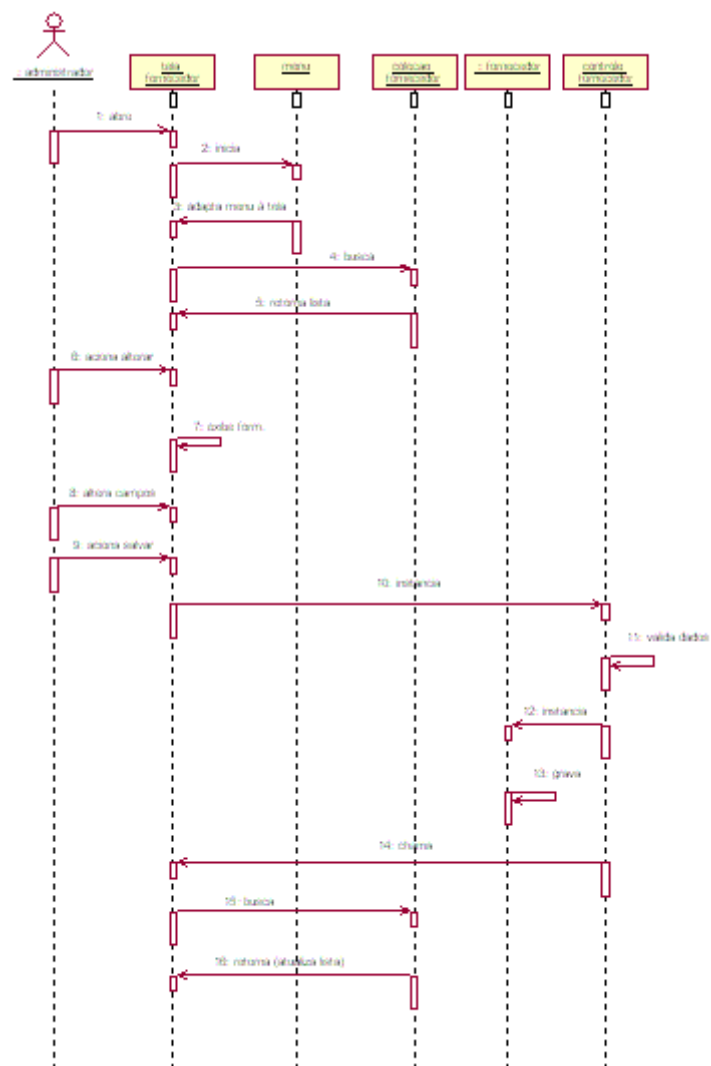 : administrador
tela
fornecedor
menu
colecao
fornecedor
: fornecedor
controle
fornecedor
1: abre
2: inicia
3: adapta menu à tela
4: busca
5: retorna lista
6: aciona alterar
7: exibe form.
8: altera campos
9: aciona salvar
10: instancia
11: valida dados
12: instancia
13: grava
14: chama
15: busca
16: retorna (atualiza lista)